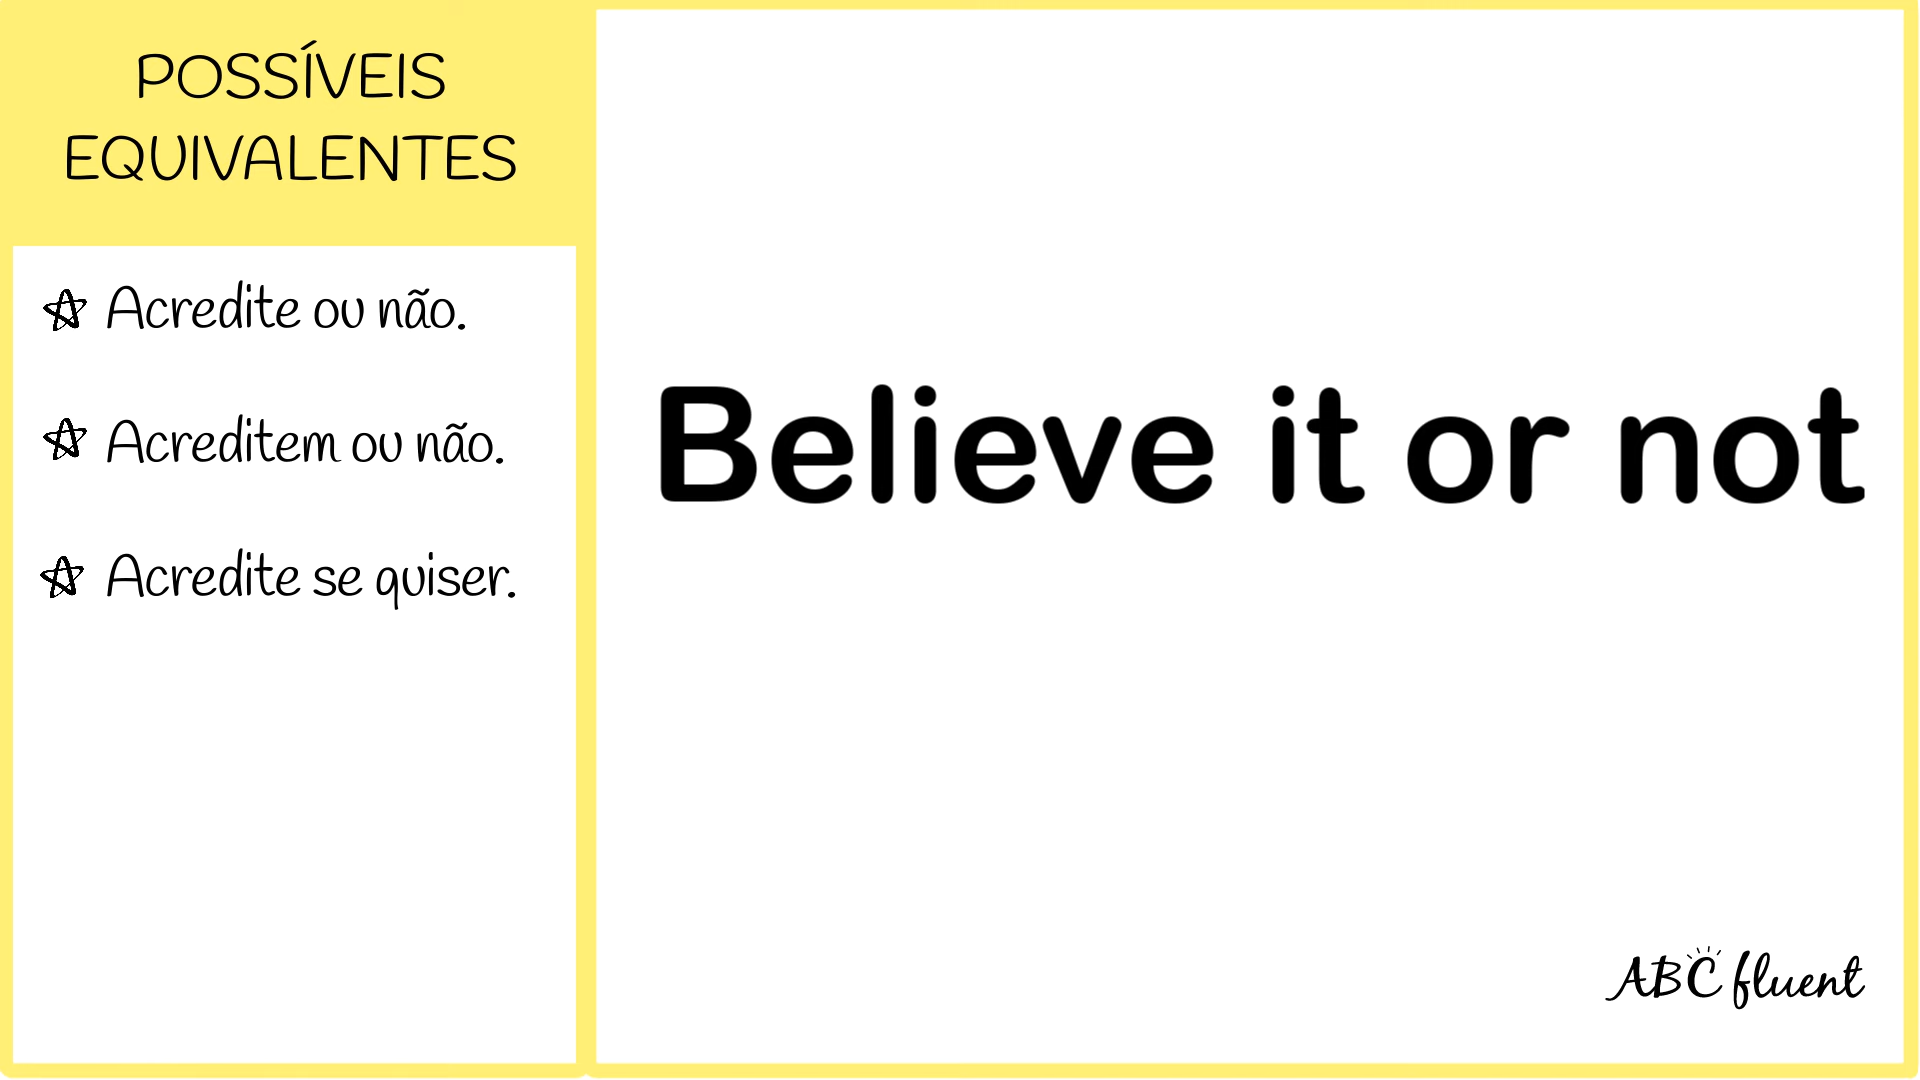 POSSÍVEIS
EQUIVALENTES
Acredite ou não.
Acreditem ou não.
Acredite se quiser.
Believe it or not
ABC fluent